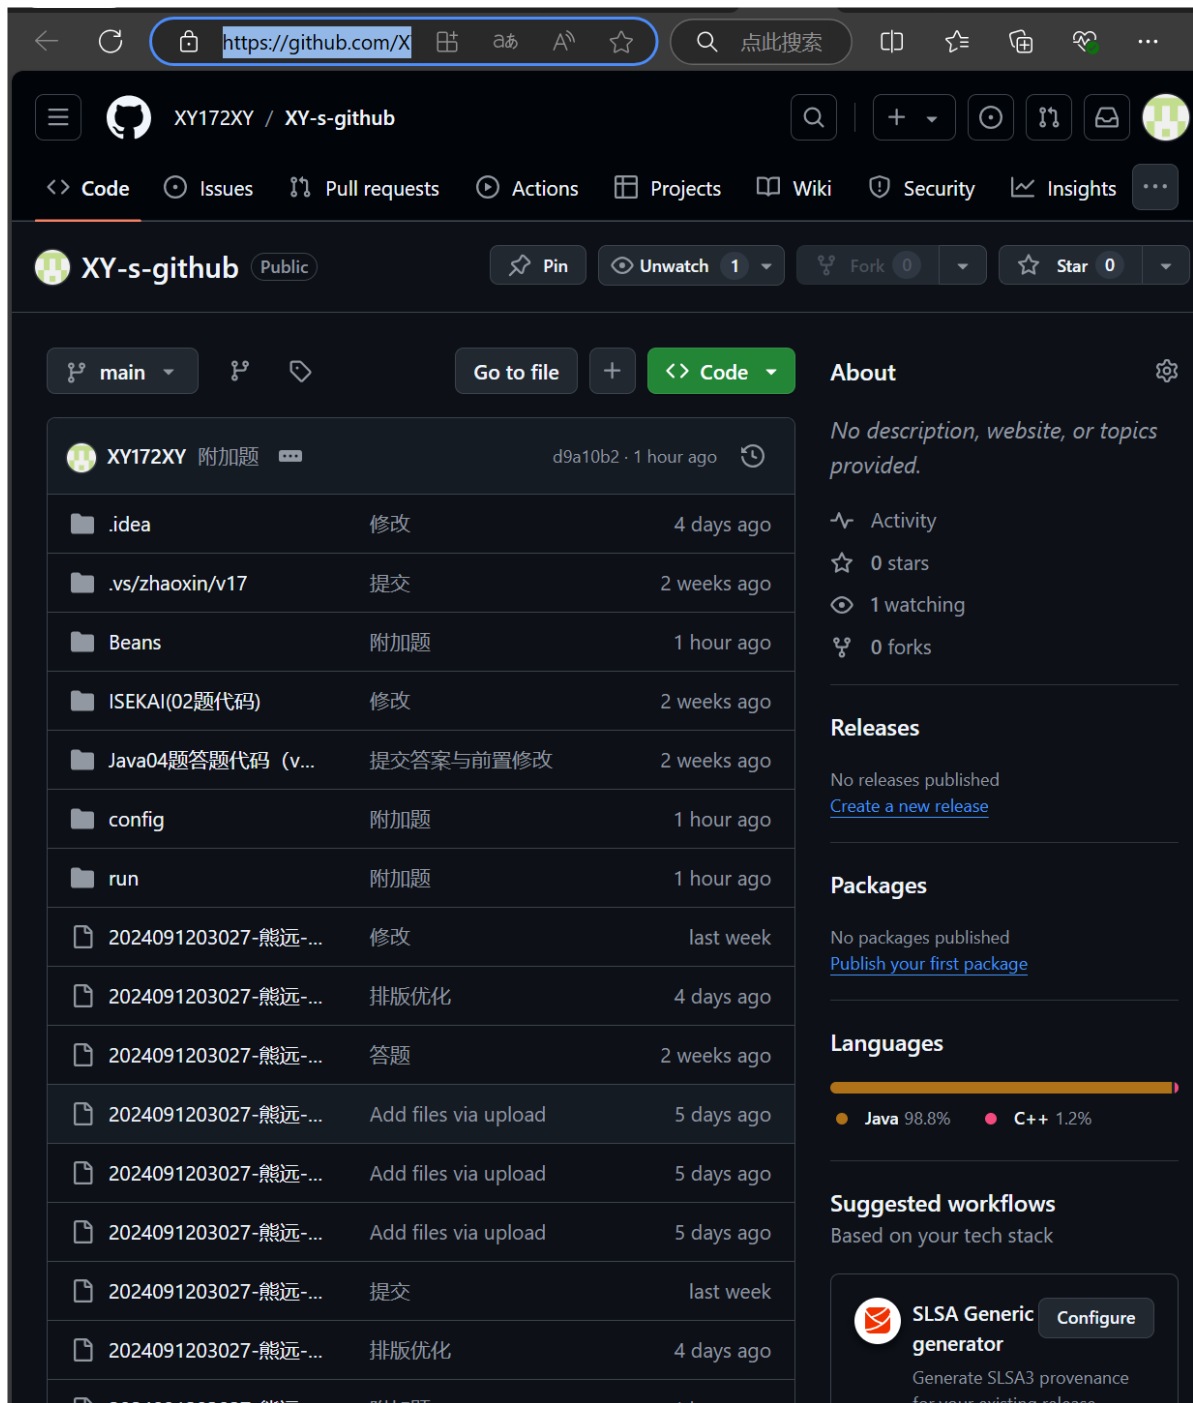 https://github.com/X
aあ
A
点此搜索
XY172XY / XY-s-github
Code
Issues
Pull requests
Actions
Projects
Wiki
Security
Insights
XY-s-github
Public
Pin
Unwatch 1
Fork 0
Star 0
main
Go to file
Code
XY172XY 附加题
d9a10b2 · 1 hour ago
.idea 修改 4 days ago
.vs/zhaoxin/v17 提交 2 weeks ago
Beans 附加题 1 hour ago
ISEKAI(02题代码) 修改 2 weeks ago
Java04题答题代码（v... 提交答案与前置修改 2 weeks ago
config 附加题 1 hour ago
run 附加题 1 hour ago
2024091203027-熊远-... 修改 last week
2024091203027-熊远-... 排版优化 4 days ago
2024091203027-熊远-... 答题 2 weeks ago
2024091203027-熊远-... Add files via upload 5 days ago
2024091203027-熊远-... Add files via upload 5 days ago
2024091203027-熊远-... Add files via upload 5 days ago
2024091203027-熊远-... 提交 last week
2024091203027-熊远-... 排版优化 4 days ago
About
No description, website, or topics
provided.
Activity
0 stars
1 watching
0 forks
Releases
No releases published
Create a new release
Packages
No packages published
Publish your first package
Languages
Java 98.8%
C++ 1.2%
Suggested workflows
Based on your tech stack
SLSA Generic
generator
Configure
Generate SLSA3 provenance
for your existing release